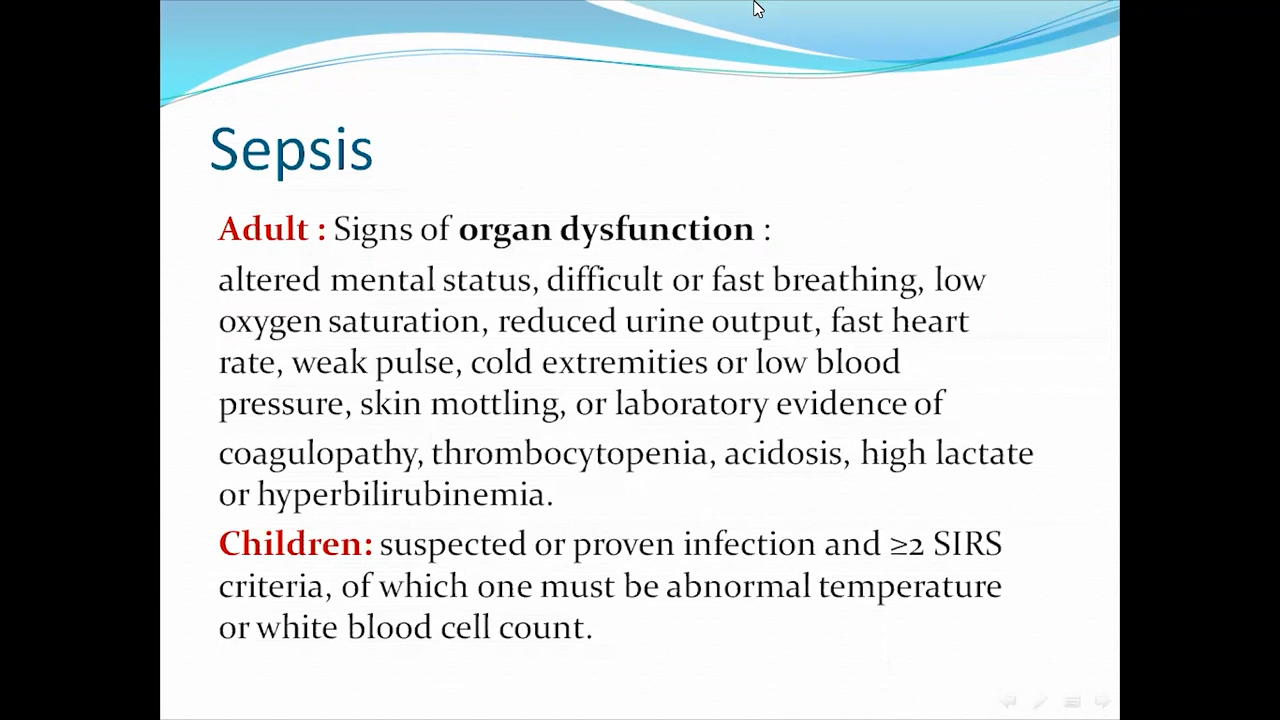 Sepsis
Adult : Signs of organ dysfunction :
altered mental status, difficult or fast breathing, low
oxygen saturation, reduced urine output, fast heart
rate, weak pulse, cold extremities or low blood
pressure, skin mottling, or laboratory evidence of
coagulopathy, thrombocytopenia, acidosis, high lactate
or hyperbilirubinemia.
Children: suspected or proven infection and ≥2 SIRS
criteria, of which one must be abnormal temperature
or white blood cell count.